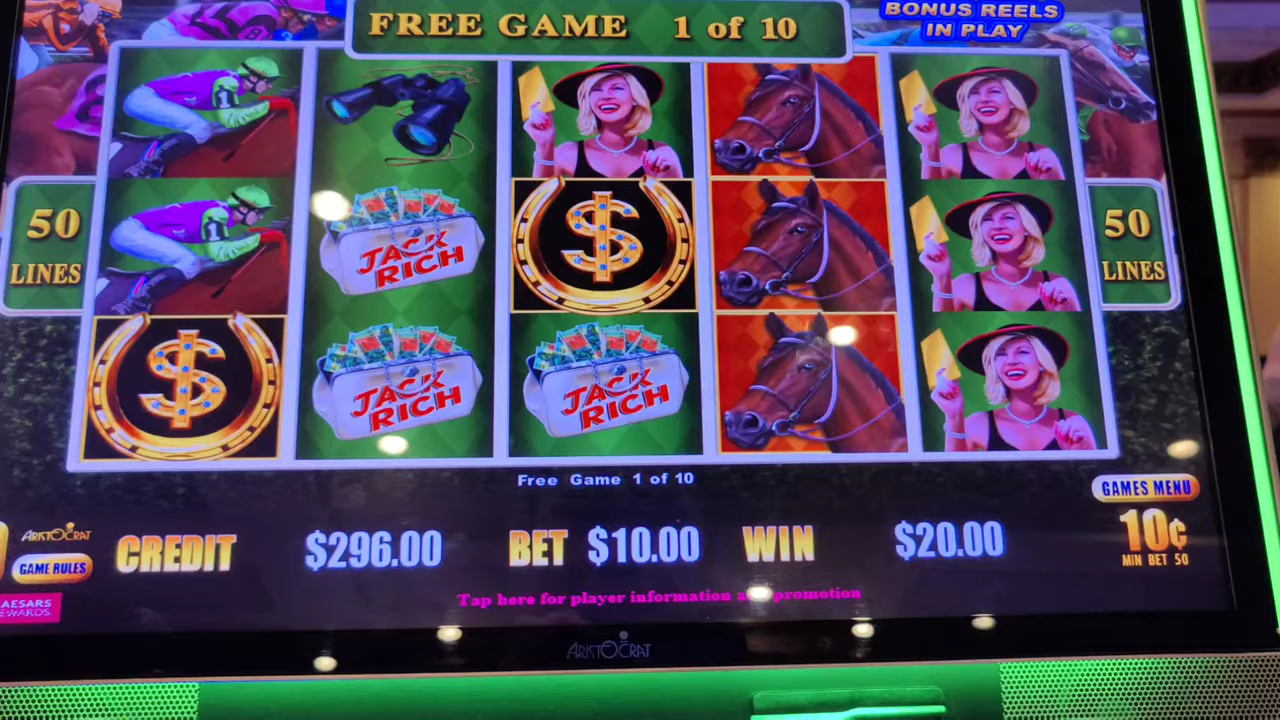 FREE GAME 1 of 10
BONUS REELS
IN PLAY
1
1
50
LINES
JACK
RICH
$
50
LINES
$
JACK
RICH
JACK
RICH
Free Game 1 of 10
GAMES MENU
ARISTOCRAT
GAME RULES
CREDIT $296.00 BET $10.00 WIN $20.00
10¢
MIN BET 50
Tap here for player information promotion
ARISTOCRAT